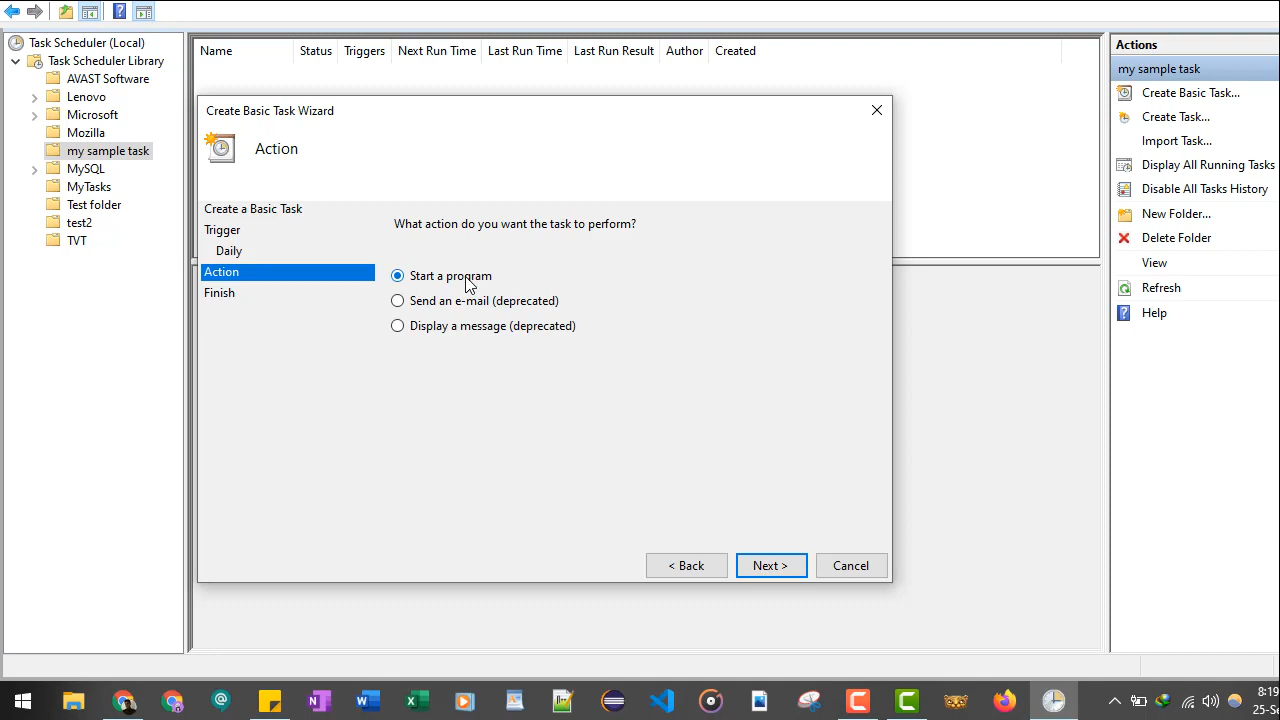 Task Scheduler (Local)
Task Scheduler Library
AVAST Software
Lenovo
Microsoft
Mozilla
my sample task
MySQL
MyTasks
Test folder
test2
TVT
Name Status Triggers Next Run Time Last Run Time Last Run Result Author Created
Create Basic Task Wizard
Action
Create a Basic Task
Trigger
Daily
Action
Finish
What action do you want the task to perform?
Start a program
Send an e-mail (deprecated)
Display a message (deprecated)
< Back Next > Cancel
Actions
my sample task
Create Basic Task...
Create Task...
Import Task...
Display All Running Tasks
Disable All Tasks History
New Folder...
Delete Folder
View
Refresh
Help
8:19
25-Se